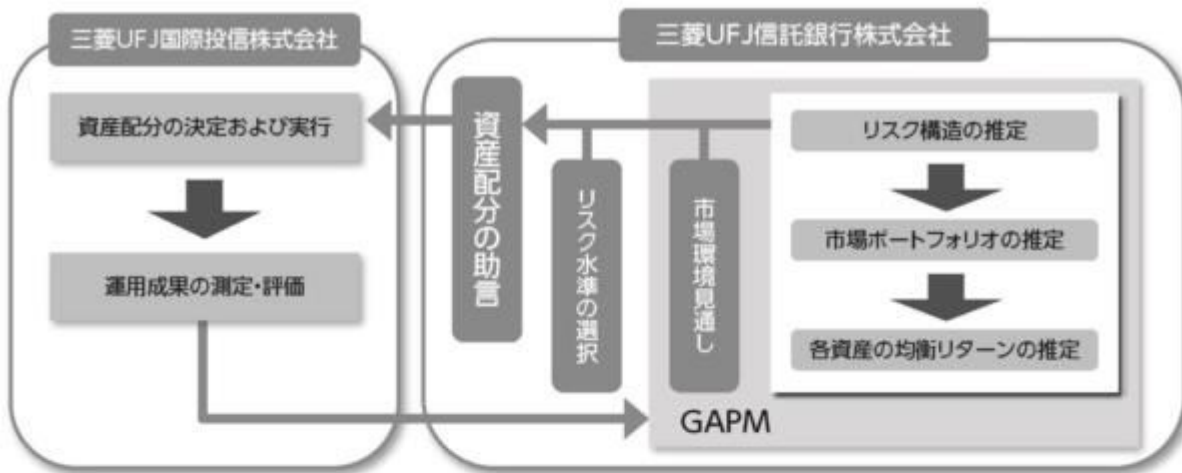 三菱UFJ国際投信株式会社
資産配分の決定および実行
運用成果の測定・評価
三菱UFJ信託銀行株式会社
資産配分の助言
リスク水準の選択
市場環境見通し
リスク構造の推定
市場ポートフォリオの推定
各資産の均衡リターンの推定
GAPM